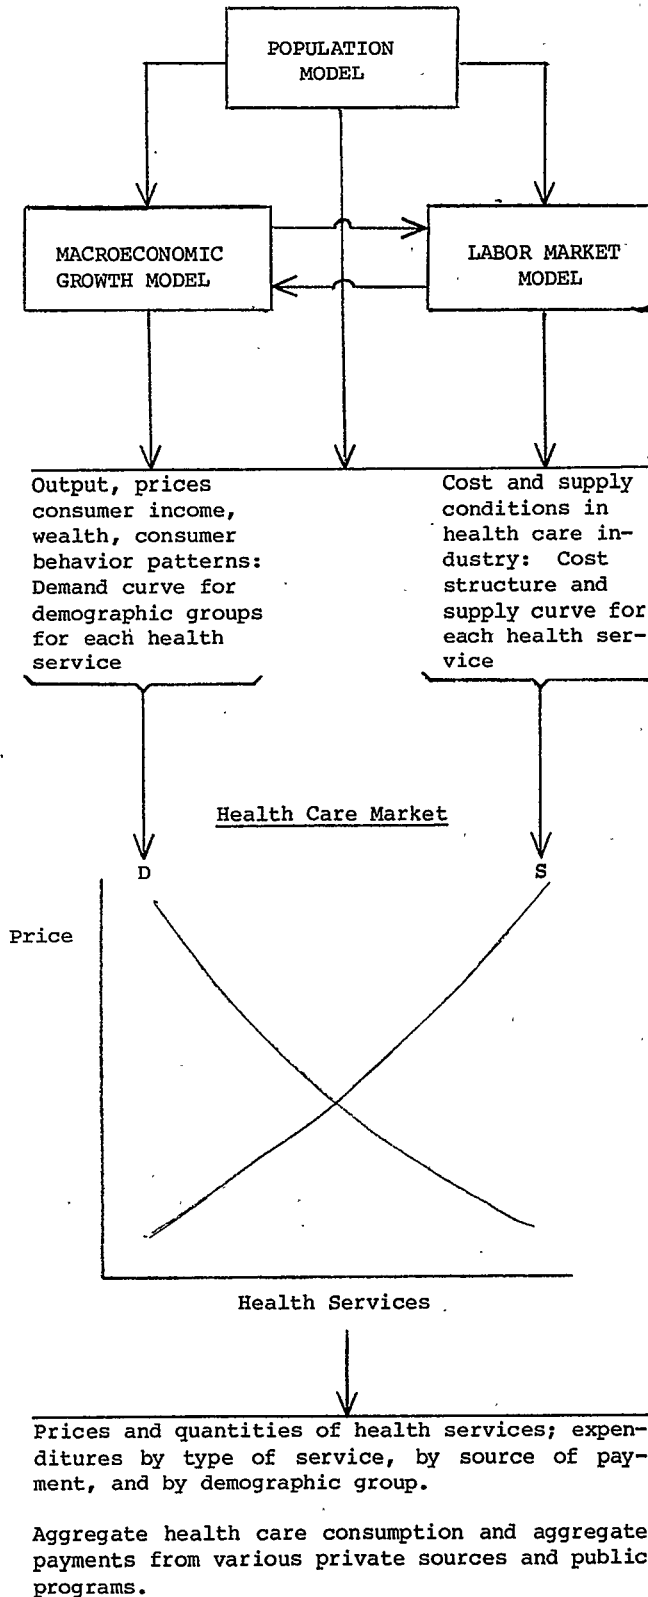 POPULATION
MODEL
MACROECONOMIC
GROWTH MODEL
LABOR MARKET
MODEL
Output, prices
consumer income,
wealth, consumer
behavior patterns:
Demand curve for
demographic groups
for each health
service
Cost and supply
conditions in
health care in-
dustry: Cost
structure and
supply curve for
each health ser-
vice
Health Care Market
D
S
Price
Health Services
Prices and quantities of health services; expen-
ditures by type of service, by source of pay-
ment, and by demographic group.
Aggregate health care consumption and aggregate
payments from various private sources and public
programs.